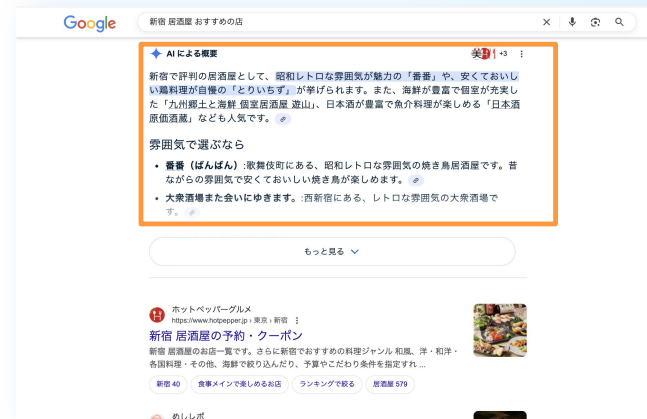 Google
新宿 居酒屋 おすすめの店
AI による概要
+3
新宿で評判の居酒屋として、昭和レトロな雰囲気が魅力の「番番」や、安くておいし
い鶏料理が自慢の「とりいちず」が挙げられます。また、海鮮が豊富で個室が充実し
た「九州郷土と海鮮 個室居酒屋 遊山」、日本酒が豊富で魚介料理が楽しめる「日本酒
原価酒蔵」なども人気です。
雰囲気で選ぶなら
• 番番（ばんばん）:歌舞伎町にある、昭和レトロな雰囲気の焼き鳥居酒屋です。昔
ながらの雰囲気で安くておいしい焼き鳥が楽しめます。
• 大衆酒場また会いにゆきます。:西新宿にある、レトロな雰囲気の大衆酒場で
す。
もっと見る
ホットペッパーグルメ
https://www.hotpepper.jp › 東京 › 新宿
新宿 居酒屋の予約・クーポン
新宿 居酒屋のお店一覧です。さらに新宿でおすすめの料理ジャンル 和風、洋・和洋・
各国料理・その他、海鮮で絞り込んだり、予算やこだわり条件を指定すれ ...
新宿 40 食事メインで楽しめるお店 ランキングで絞る 居酒屋 579
めしレポ